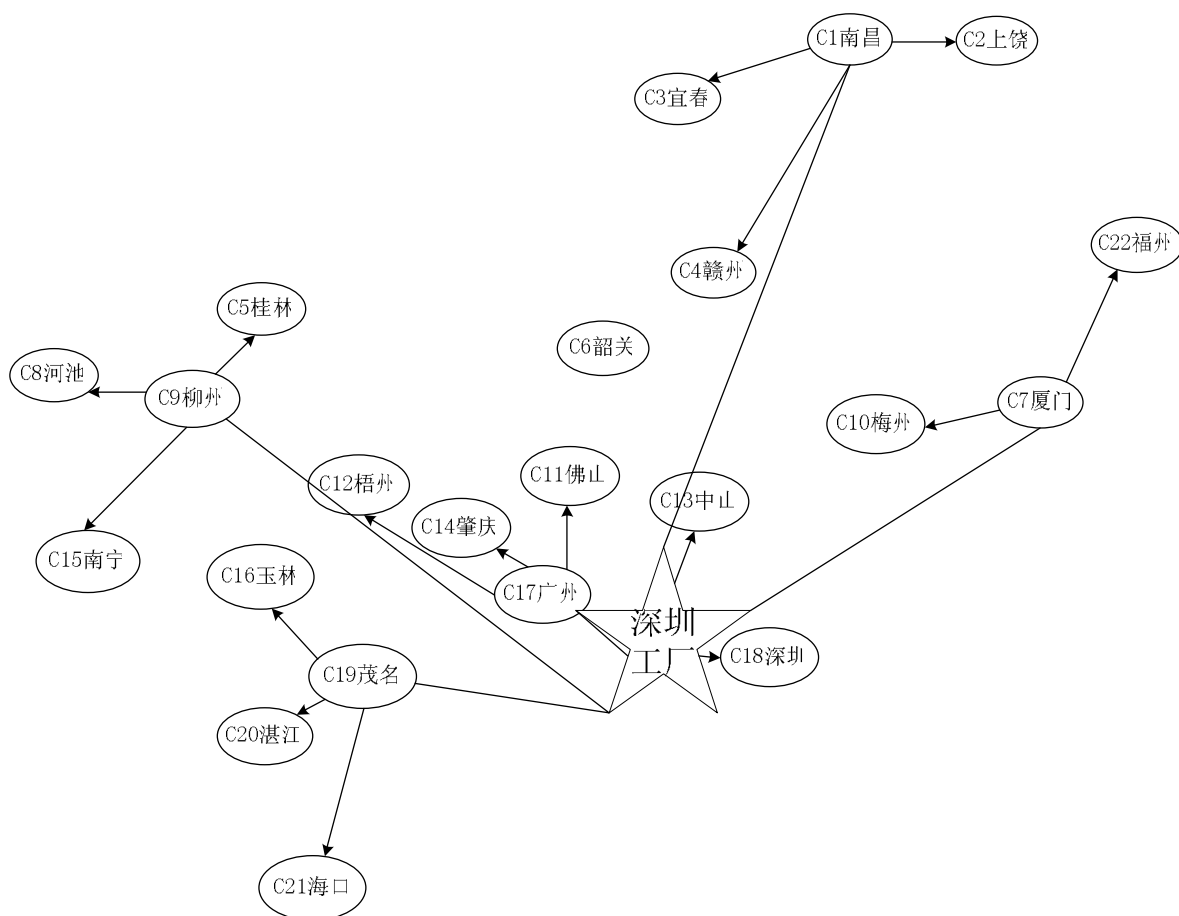 C1南昌
C2上饶
C3宜春
C22福州
C4赣州
C5桂林
C6韶关
C8河池
C9柳州
C7厦门
C10梅州
C12梧州
C11佛山
C13中山
C14肇庆
C15南宁
C16玉林
C17广州
深圳
工厂
C18深圳
C19茂名
C20湛江
C21海口